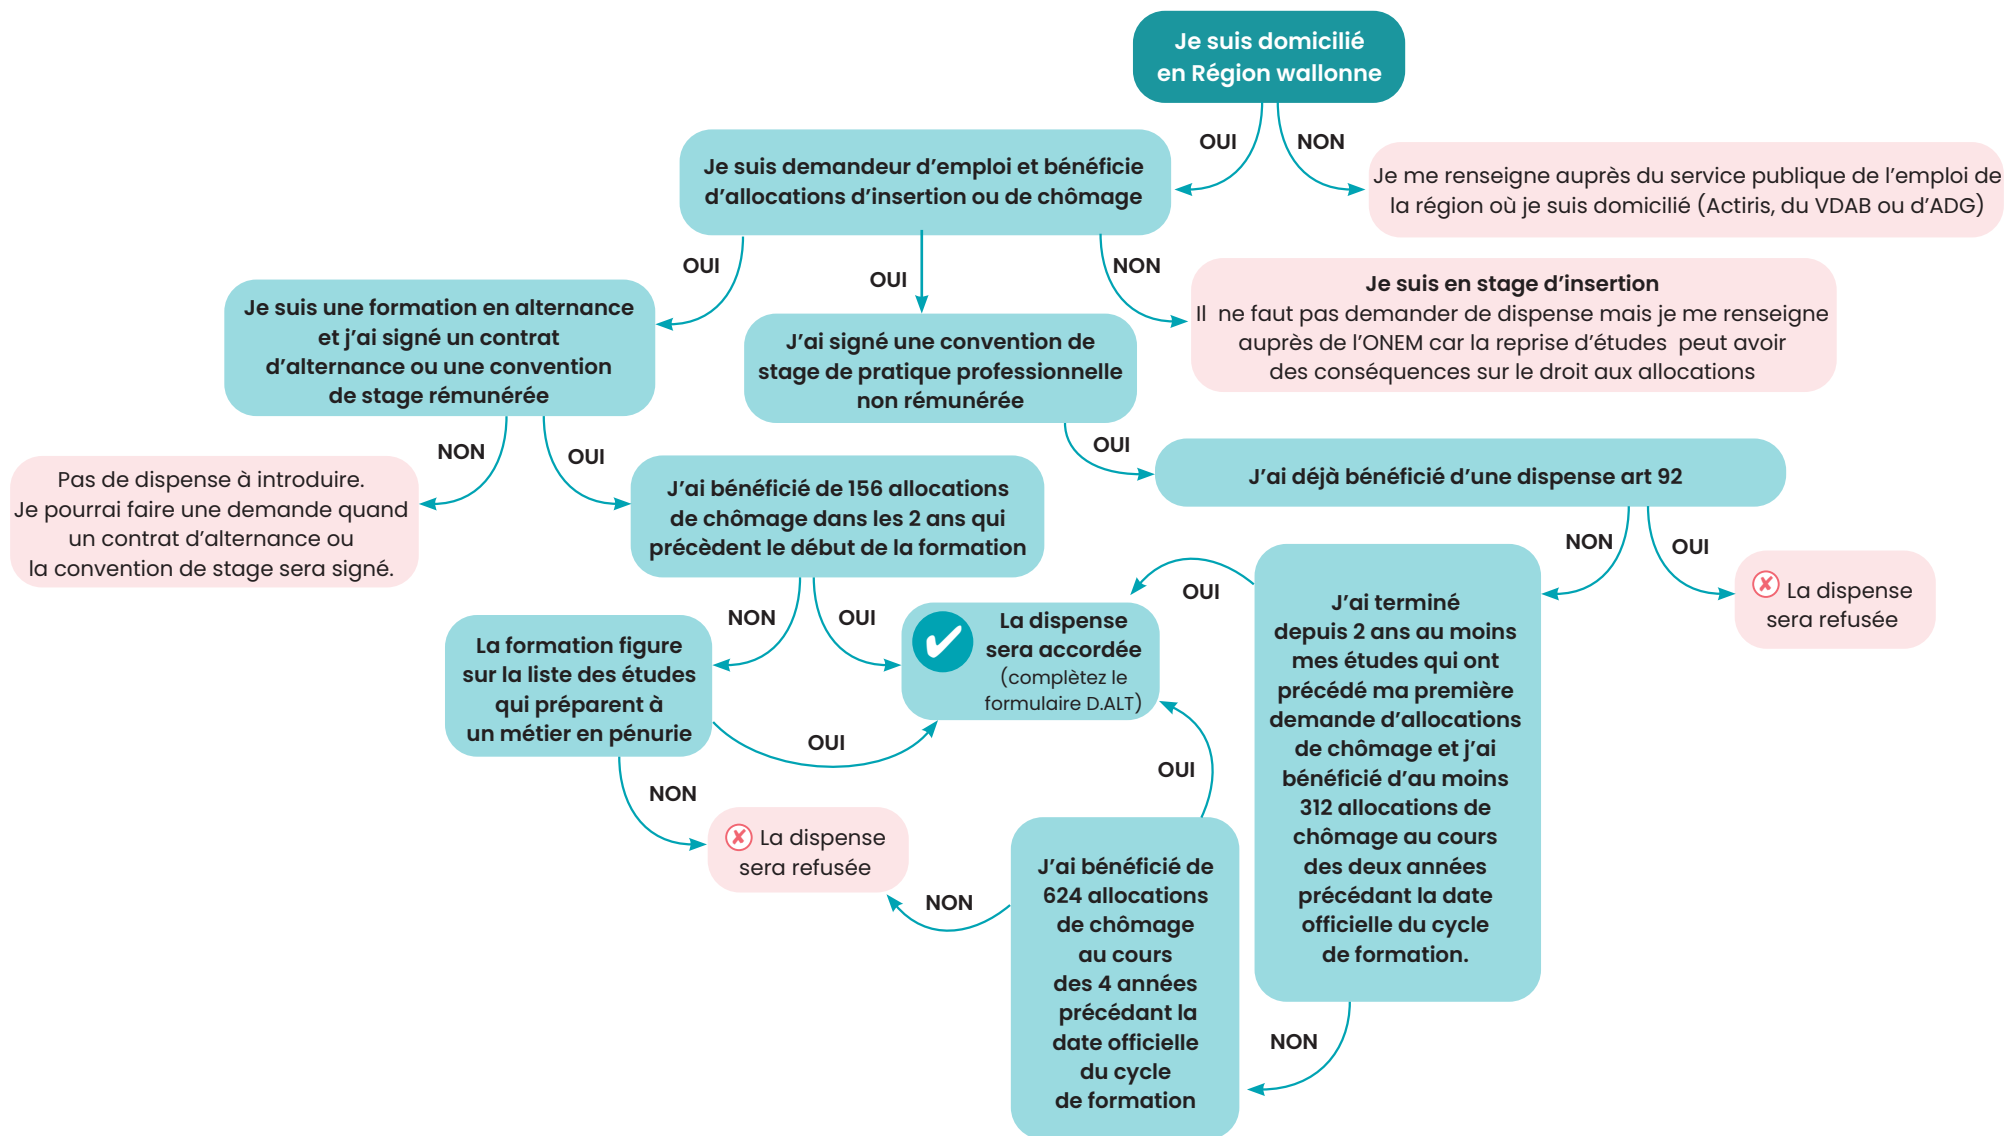 Je suis domicilié
en Région wallonne
OUI
NON
Je suis demandeur d'emploi et bénéficie
d'allocations d'insertion ou de chômage
Je me renseigne auprès du service publique de l'emploi de
la région où je suis domicilié (Actiris, du VDAB ou d'ADG)
OUI
OUI
NON
Je suis une formation en alternance
et j'ai signé un contrat
d'alternance ou une convention
de stage rémunérée
J'ai signé une convention de
stage de pratique professionnelle
non rémunérée
Je suis en stage d'insertion
Il  ne faut pas demander de dispense mais je me renseigne
auprès de l'ONEM car la reprise d'études  peut avoir
des conséquences sur le droit aux allocations
NON
OUI
OUI
Pas de dispense à introduire.
Je pourrai faire une demande quand
un contrat d'alternance ou
la convention de stage sera signé.
J'ai bénéficié de 156 allocations
de chômage dans les 2 ans qui
précèdent le début de la formation
J'ai déjà bénéficié d'une dispense art 92
NON
OUI
OUI
NON
OUI
La formation figure
sur la liste des études
qui préparent à
un métier en pénurie
La dispense
sera accordée
(complètez le
formulaire D.ALT)
J'ai terminé
depuis 2 ans au moins
mes études qui ont
précédé ma première
demande d'allocations
de chômage et j'ai
bénéficié d'au moins
312 allocations de
chômage au cours
des deux années
précédant la date
officielle du cycle
de formation.
La dispense
sera refusée
OUI
NON
OUI
La dispense
sera refusée
NON
J'ai bénéficié de
624 allocations
de chômage
au cours
des 4 années
précédant la
date officielle
du cycle
de formation
NON